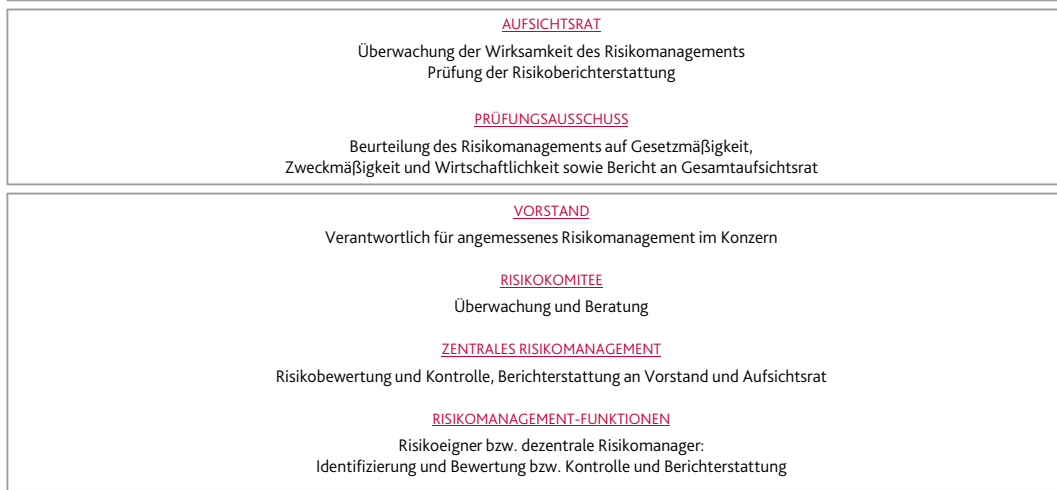 AUFSICHTSRAT
Überwachung der Wirksamkeit des Risikomanagements
Prüfung der Risikoberichterstattung
PRÜFUNGSAUSSCHUSS
Beurteilung des Risikomanagements auf Gesetzmäßigkeit,
Zweckmäßigkeit und Wirtschaftlichkeit sowie Bericht an Gesamtaufsichtsrat
VORSTAND
Verantwortlich für angemessenes Risikomanagement im Konzern
RISIKOKOMITEE
Überwachung und Beratung
ZENTRALES RISIKOMANAGEMENT
Risikobewertung und Kontrolle, Berichterstattung an Vorstand und Aufsichtsrat
RISIKOMANAGEMENT-FUNKTIONEN
Risikoeigner bzw. dezentrale Risikomanager:
Identifizierung und Bewertung bzw. Kontrolle und Berichterstattung